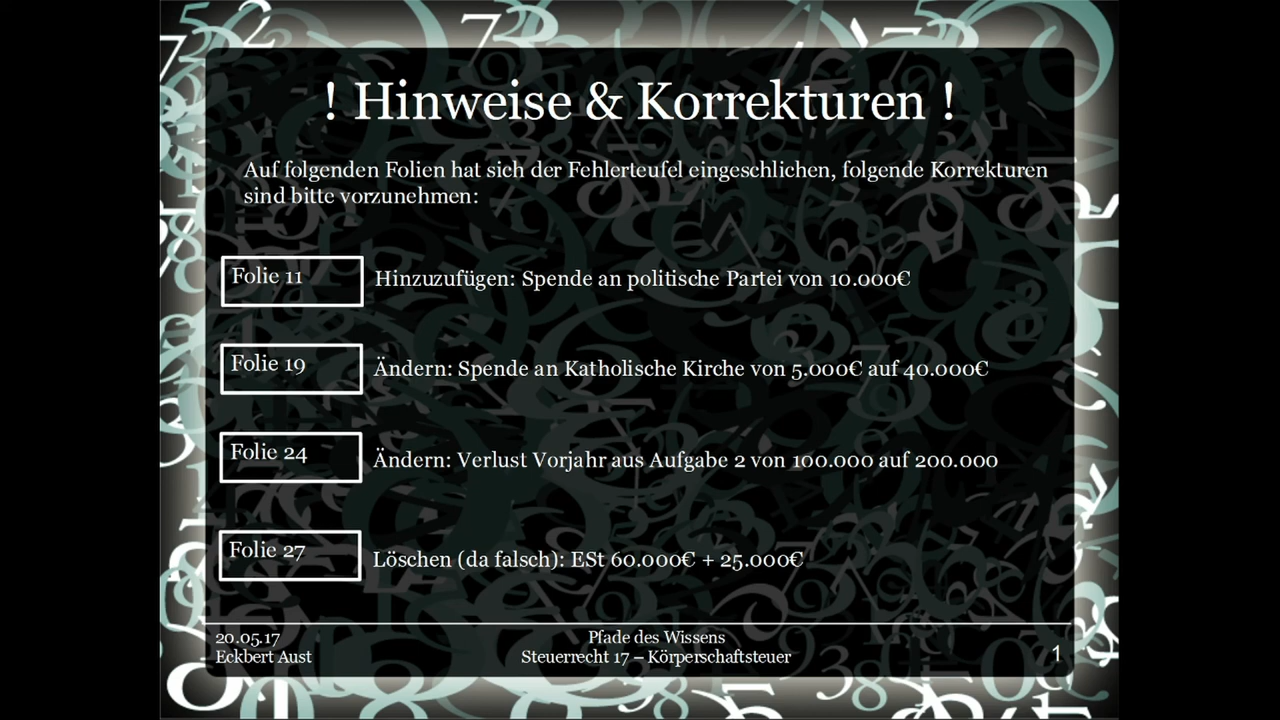 ! Hinweise & Korrekturen !
Auf folgenden Folien hat sich der Fehlerteufel eingeschlichen, folgende Korrekturen
sind bitte vorzunehmen:
Folie 11
Hinzuzufügen: Spende an politische Partei von 10.000€
Folie 19
Ändern: Spende an Katholische Kirche von 5.000€ auf 40.000€
Folie 24
Ändern: Verlust Vorjahr aus Aufgabe 2 von 100.000 auf 200.000
Folie 27
Löschen (da falsch): ESt 60.000€ + 25.000€
20.05.17
Eckbert Aust
Pfade des Wissens
Steuerrecht 17 – Körperschaftsteuer
1